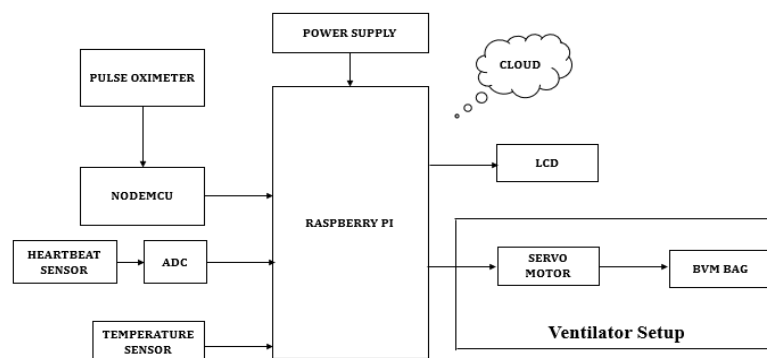 POWER SUPPLY
CLOUD
PULSE OXIMETER
LCD
NODEMCU
RASPBERRY PI
HEARTBEAT
SENSOR
ADC
SERVO
MOTOR
BVM BAG
TEMPERATURE
SENSOR
Ventilator Setup